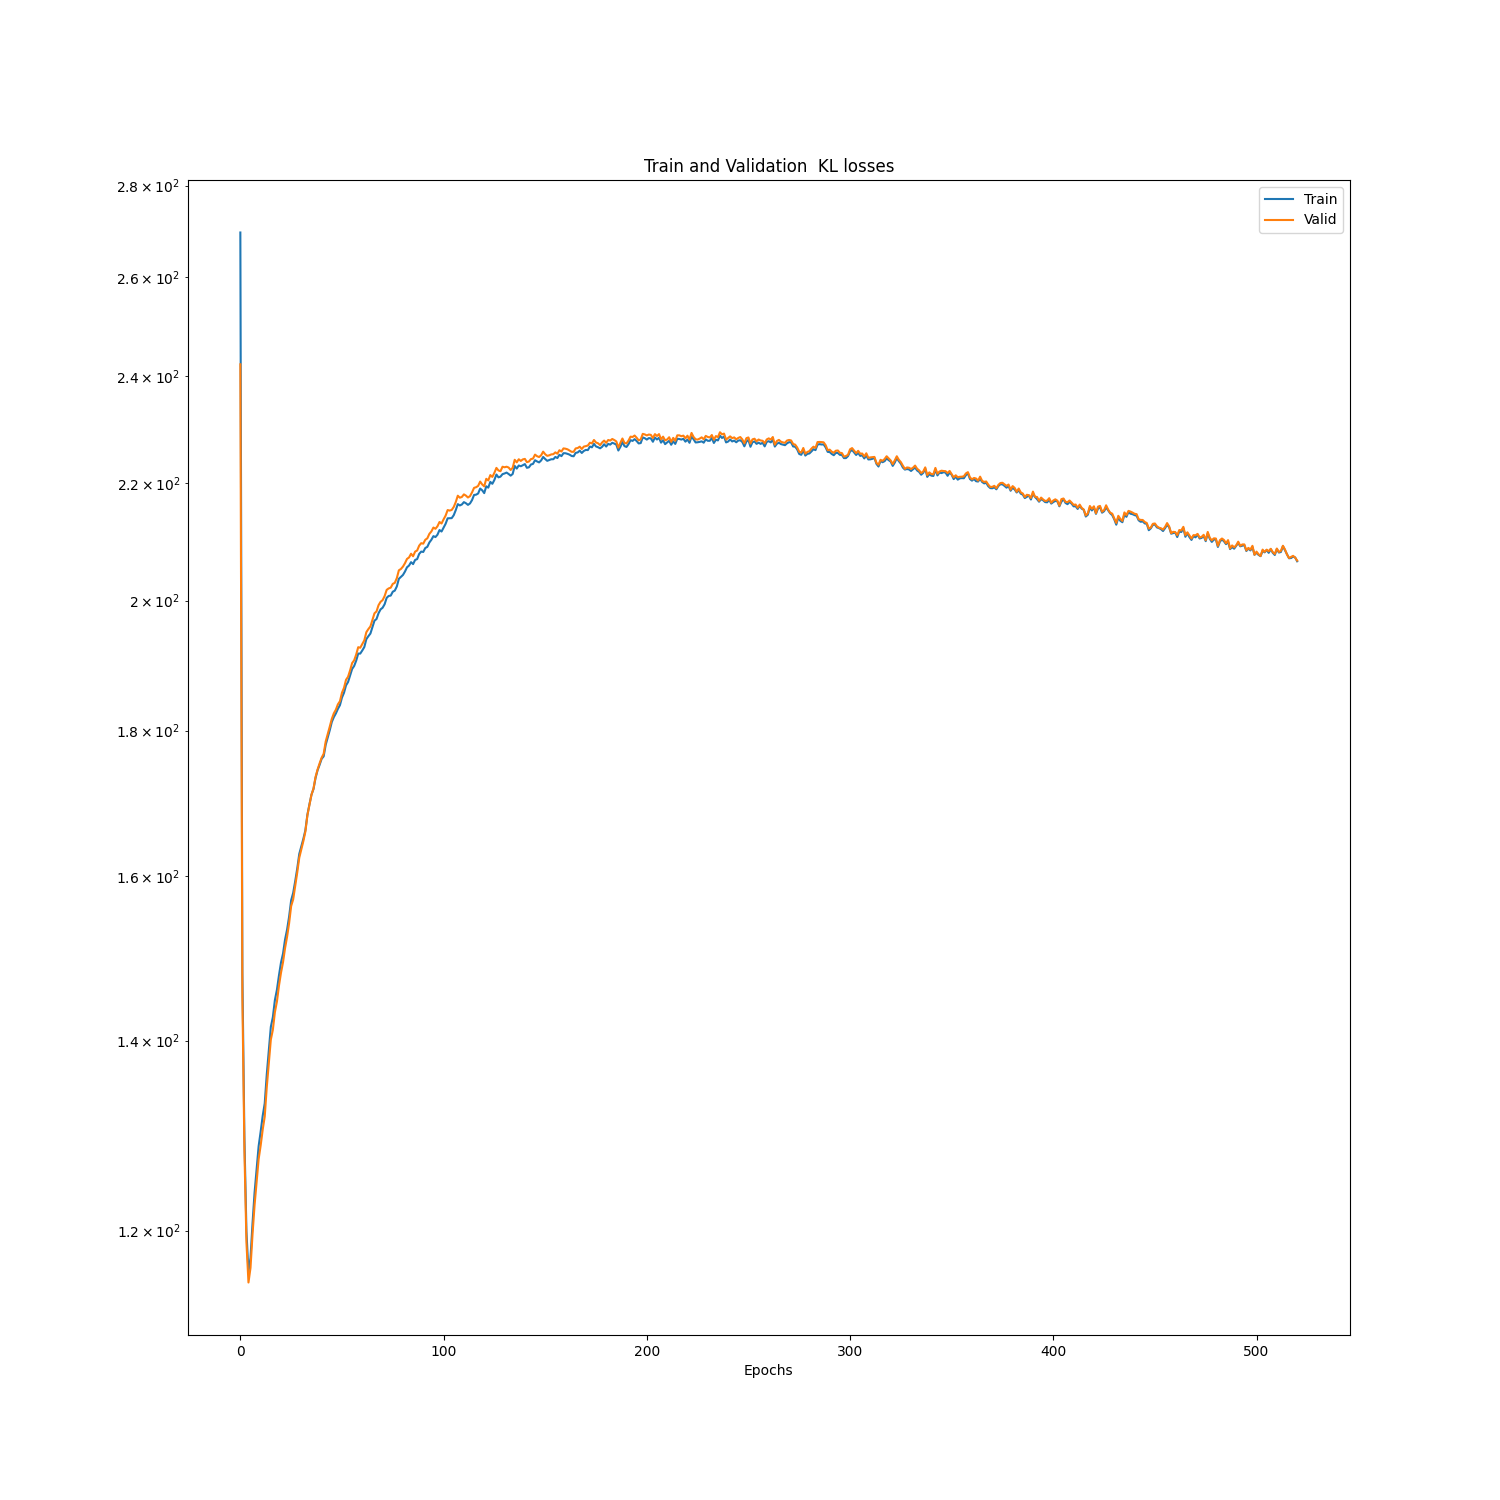 Train and Validation  KL losses
2.8 × 10²
2.6 × 10²
2.4 × 10²
2.2 × 10²
2 × 10²
1.8 × 10²
1.6 × 10²
1.4 × 10²
1.2 × 10²
Train
Valid
0 100 200 300 400 500
Epochs